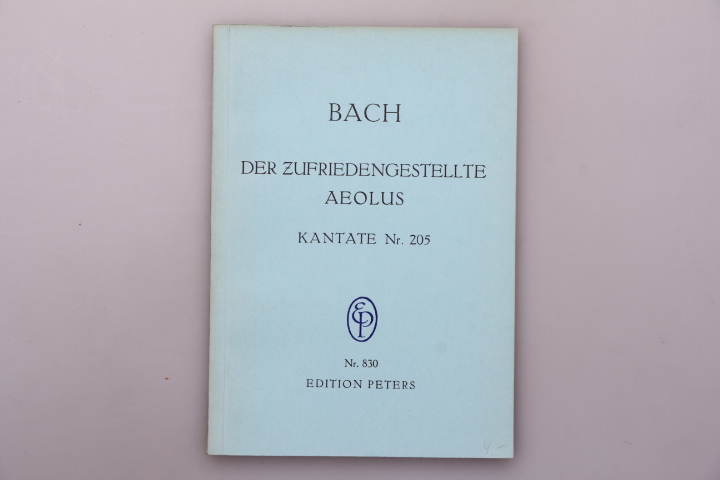 BACH
DER ZUFRIEDENGESTELLTE
AEOLUS
KANTATE Nr. 205
EP
Nr. 830
EDITION PETERS